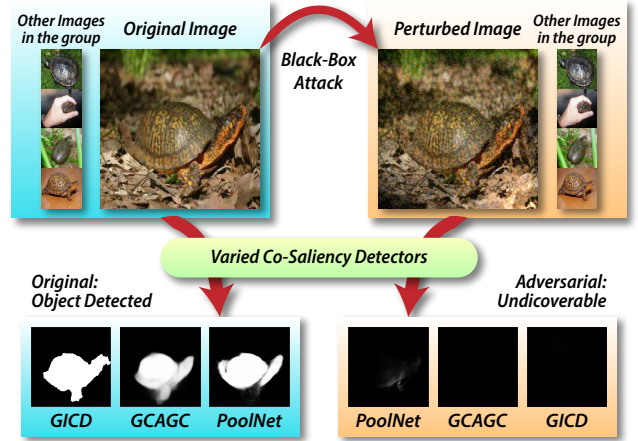 Other Images
in the group
Original Image
Black-Box
Attack
Perturbed Image
Other Images
in the group
Varied Co-Saliency Detectors
Original:
Object Detected
Adversarial:
Undicoverable
GICD
GCAGC
PoolNet
PoolNet
GCAGC
GICD